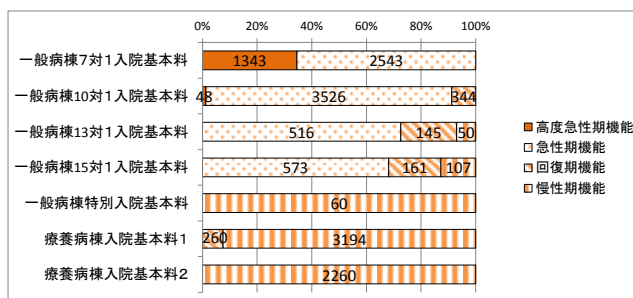 0% 20% 40% 60% 80% 100%
一般病棟7対1入院基本料 1343 2543
一般病棟10対1入院基本料 48 3526 344
一般病棟13対1入院基本料 516 145 50
一般病棟15対1入院基本料 573 161 107
一般病棟特別入院基本料 60
療養病棟入院基本料1 260 3194
療養病棟入院基本料2 2260
高度急性期機能
急性期機能
回復期機能
慢性期機能